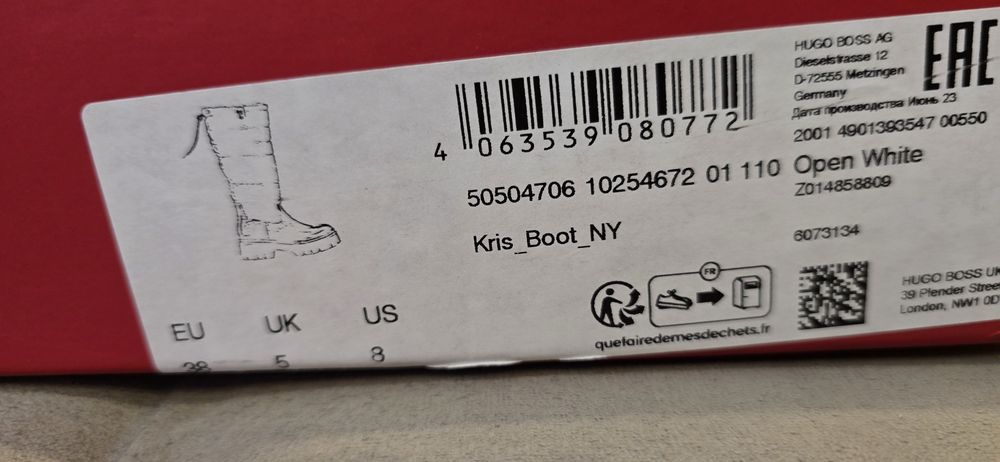 HUGO BOSS AG
Dieselstrasse 12
D-72555 Metzingen
Germany
Дата производства Июнь 23
2001 4901393547 00550
EAC
4 063539 080772
50504706 10254672 01 110 Open White
Z014858809
Kris_Boot_NY
6073134
FR
quefairedemesdechets.fr
HUGO BOSS UK
39 Plender Street
London, NW1 0D
EU UK US
38 5 8